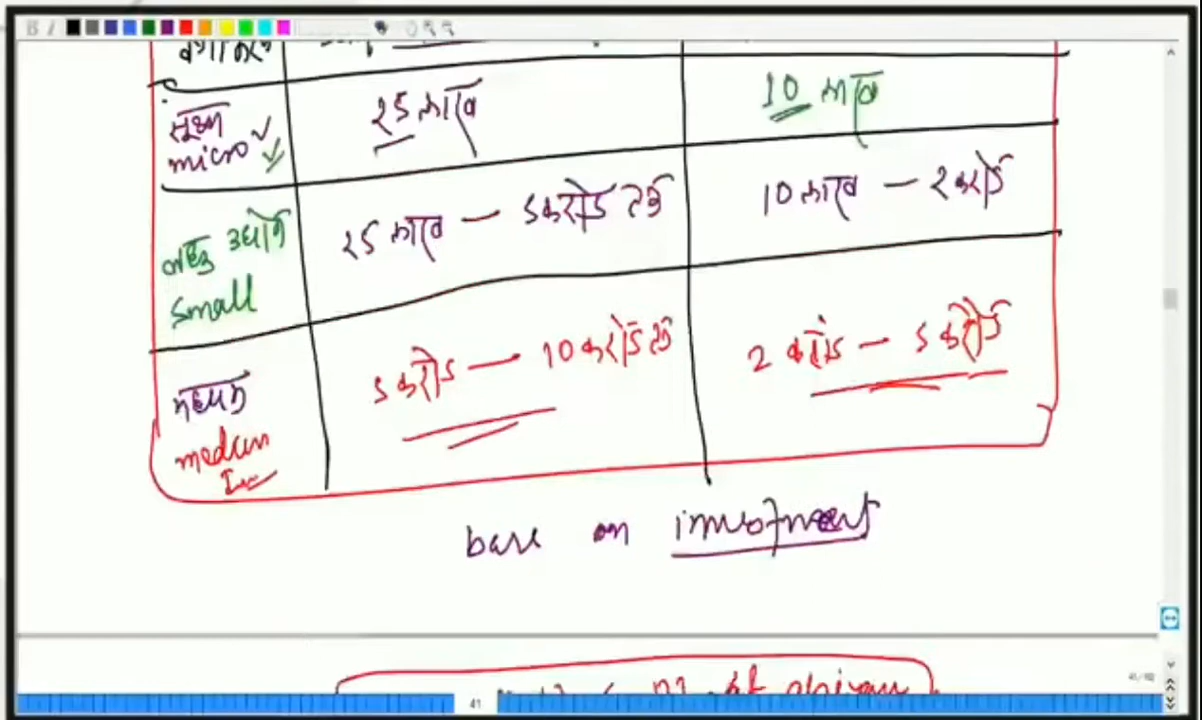 सूक्ष्म
micro
25 लाख
10 लाख
लघु उद्योग
small
25 लाख – 5 करोड़ तक
10 लाख – 2 करोड़
मध्यम
5 करोड़ – 10 करोड़ तक
2 करोड़ – 5 करोड़
base on investment
41